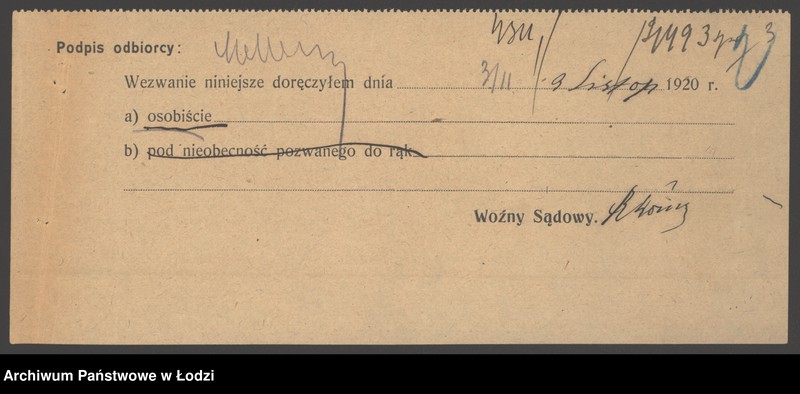 Podpis odbiorcy:
Wezwanie niniejsze doręczyłem dnía 3/11 3 Listop 1920 r.
a) osobiście
b) pod nieobecność pozwanego do rąk
Woźny Sądowy.
Archiwum Państwowe w Łodzi